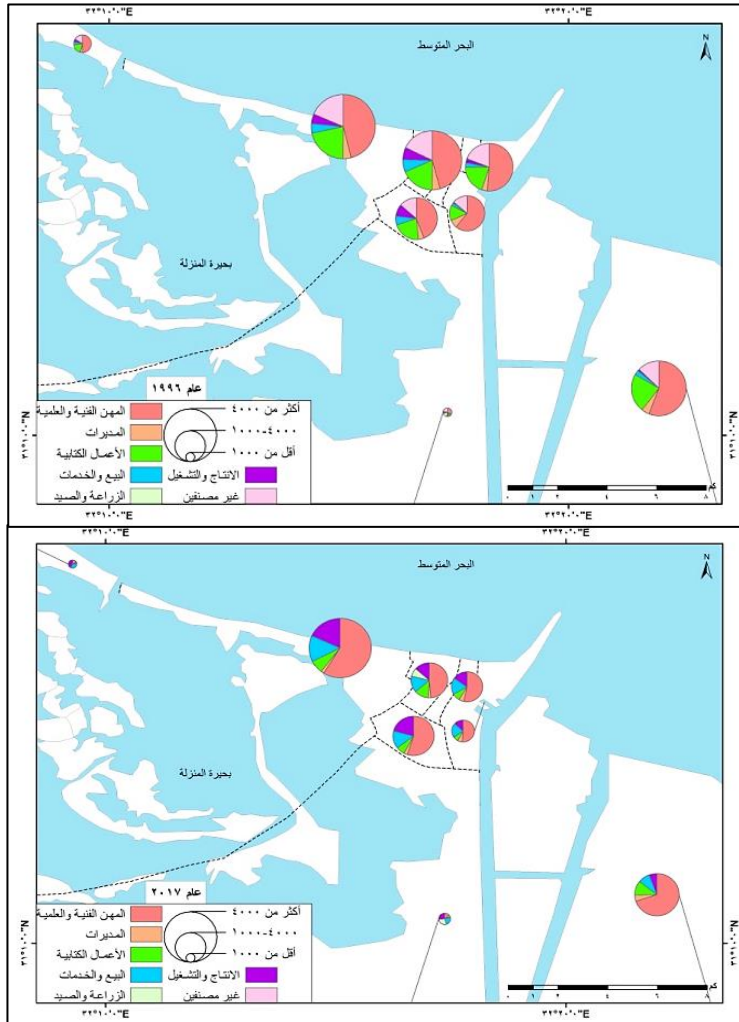 ٣٢°١٠'٠"E
٣٢°٢٠'٠"E
البحر المتوسط
N
بحيرة المنزلة
٣١°١٠'٠"N
عام ١٩٩٦
المهن الفنية والعلمية
المديرات
الأعمال الكتابية
البيع والخدمات
الزراعة والصيد
الانتاج والتشغيل
غير مصنفين
أكثر من ٤٠٠٠
١٠٠٠-٤٠٠٠
أقل من ١٠٠٠
كم
٠ ١ ٢ ٤ ٦ ٨
٣٢°١٠'٠"E
٣٢°٢٠'٠"E
٣٢°١٠'٠"E
٣٢°٢٠'٠"E
البحر المتوسط
N
بحيرة المنزلة
٣١°١٠'٠"N
عام ٢٠١٧
المهن الفنية والعلمية
المديرات
الأعمال الكتابية
البيع والخدمات
الزراعة والصيد
الانتاج والتشغيل
غير مصنفين
أكثر من ٤٠٠٠
١٠٠٠-٤٠٠٠
أقل من ١٠٠٠
كم
٠ ١ ٢ ٤ ٦ ٨
٣٢°١٠'٠"E
٣٢°٢٠'٠"E